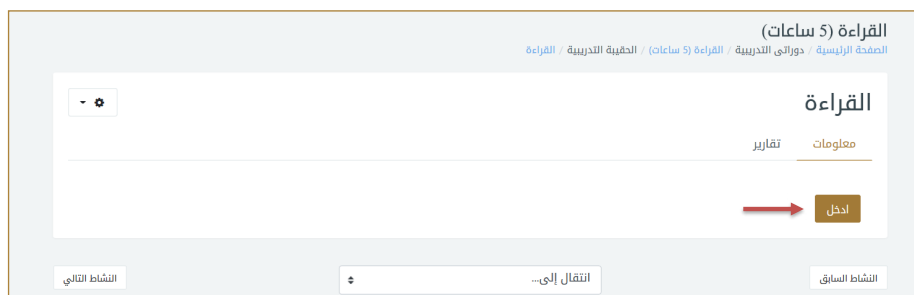 القراءة (5 ساعات)
الصفحة الرئيسية / دوراتى التدريبية / القراءة (5 ساعات) / الحقيبة التدريبية / القراءة
القراءة
معلومات تقارير
ادخل
النشاط السابق انتقال إلى... النشاط التالي